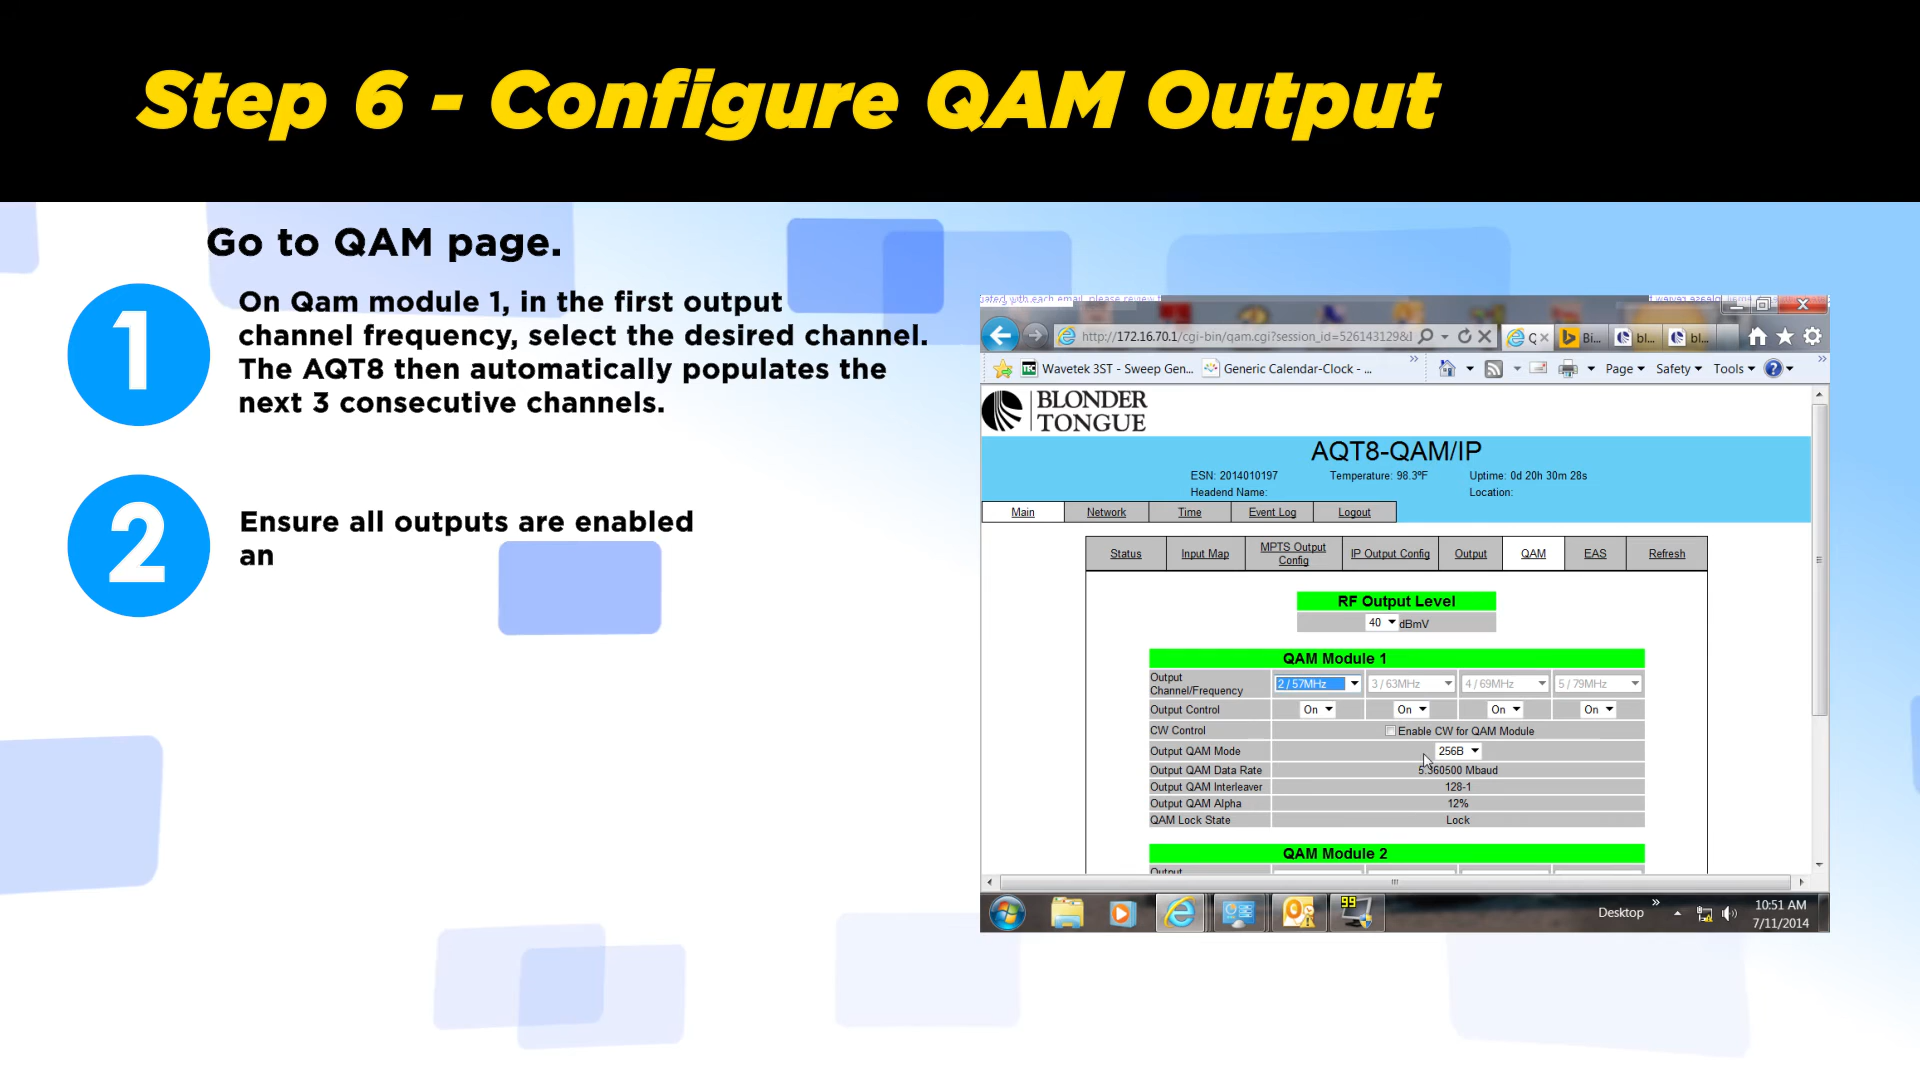 Step 6 - Configure QAM Output
Go to QAM page.
1
On Qam module 1, in the first output
channel frequency, select the desired channel.
The AQT8 then automatically populates the
next 3 consecutive channels.
2
Ensure all outputs are enabled
an
http://172.16.70.1/cgi-bin/qam.cgi?session_id=526143129&I
Bi...
bl...
bl...
Wavetek 3ST - Sweep Gen...
Generic Calendar-Clock - ...
Page
Safety
Tools
BLONDER
TONGUE
AQT8-QAM/IP
ESN: 2014010197 Temperature: 98.3ºF Uptime: 0d 20h 30m 28s
Headend Name: Location:
Main Network Time Event Log Logout
Status Input Map MPTS Output Config IP Output Config Output QAM EAS Refresh
RF Output Level
40 dBmV
QAM Module 1
Output Channel/Frequency 2 / 57MHz 3 / 63MHz 4 / 69MHz 5 / 79MHz
Output Control On On On On
CW Control Enable CW for QAM Module
Output QAM Mode 256B
Output QAM Data Rate 5.360500 Mbaud
Output QAM Interleaver 128-1
Output QAM Alpha 12%
QAM Lock State Lock
QAM Module 2
Output
99
Desktop
10:51 AM
7/11/2014